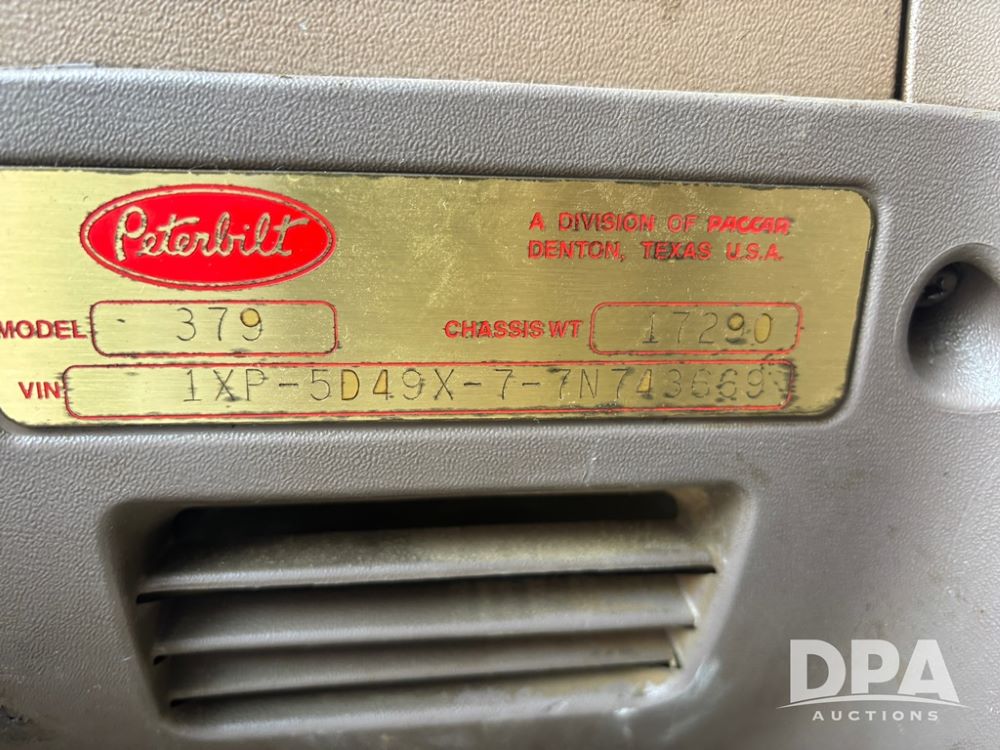 Peterbilt
A DIVISION OF PACCAR
DENTON, TEXAS U.S.A.
MODEL 379 CHASSIS WT 17290
VIN 1XP-5D49X-7-7N743669
DPA
AUCTIONS